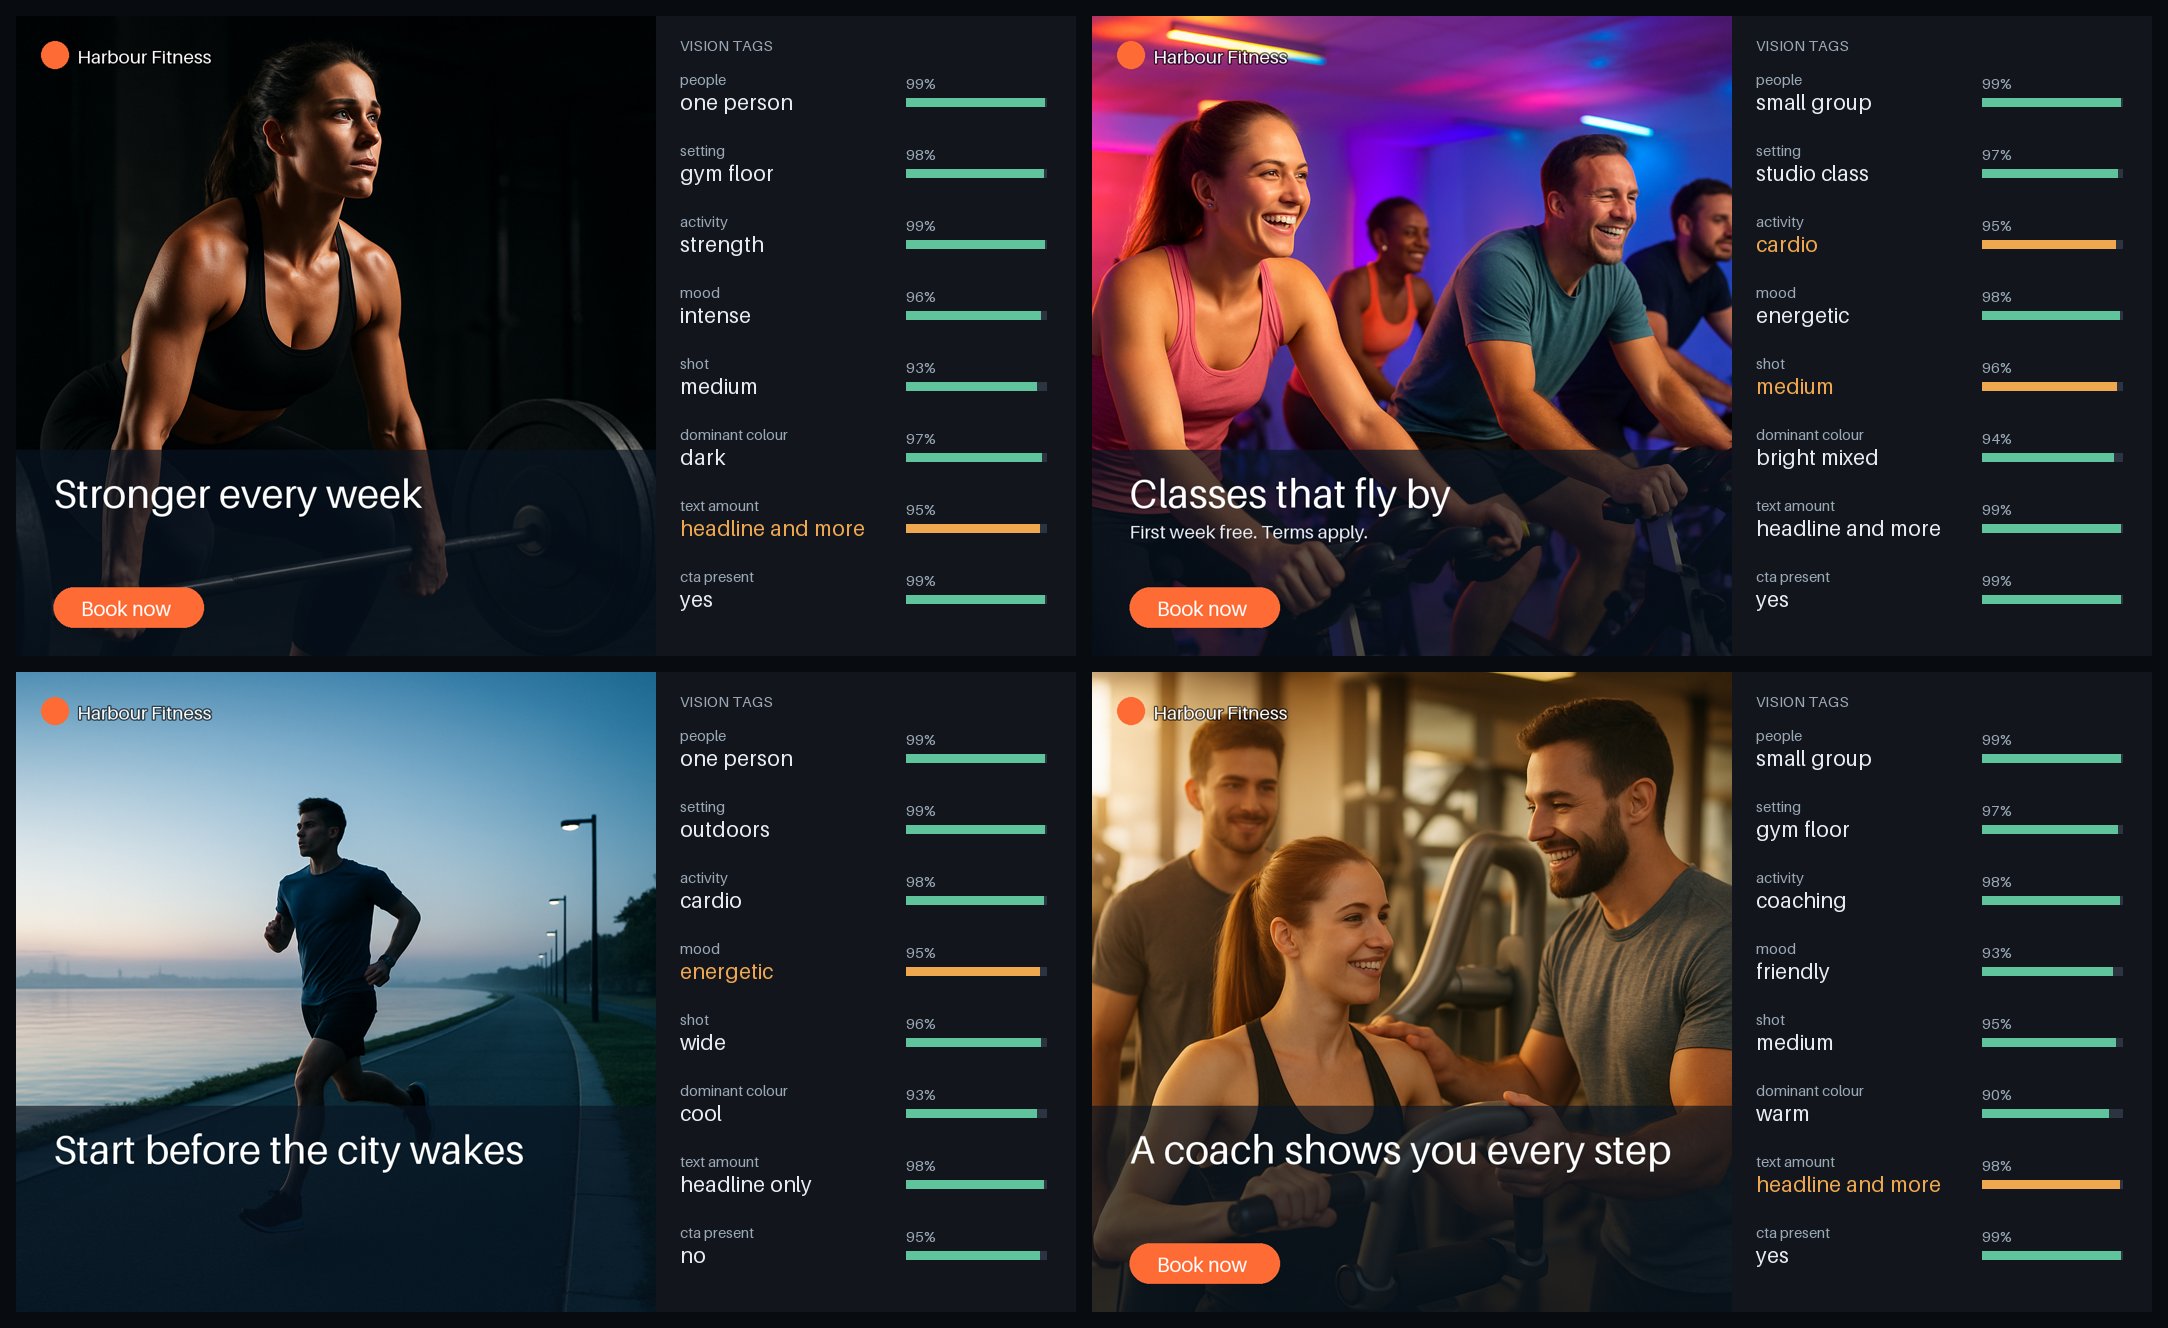 Harbour Fitness
Stronger every week
Book now
VISION TAGS
people
one person
99%
setting
gym floor
98%
activity
strength
99%
mood
intense
96%
shot
medium
93%
dominant colour
dark
97%
text amount
headline and more
95%
cta present
yes
99%
Harbour Fitness
Classes that fly by
First week free. Terms apply.
Book now
VISION TAGS
people
small group
99%
setting
studio class
97%
activity
cardio
95%
mood
energetic
98%
shot
medium
96%
dominant colour
bright mixed
94%
text amount
headline and more
99%
cta present
yes
99%
Harbour Fitness
Start before the city wakes
VISION TAGS
people
one person
99%
setting
outdoors
99%
activity
cardio
98%
mood
energetic
95%
shot
wide
96%
dominant colour
cool
93%
text amount
headline only
98%
cta present
no
95%
Harbour Fitness
A coach shows you every step
Book now
VISION TAGS
people
small group
99%
setting
gym floor
97%
activity
coaching
98%
mood
friendly
93%
shot
medium
95%
dominant colour
warm
90%
text amount
headline and more
98%
cta present
yes
99%